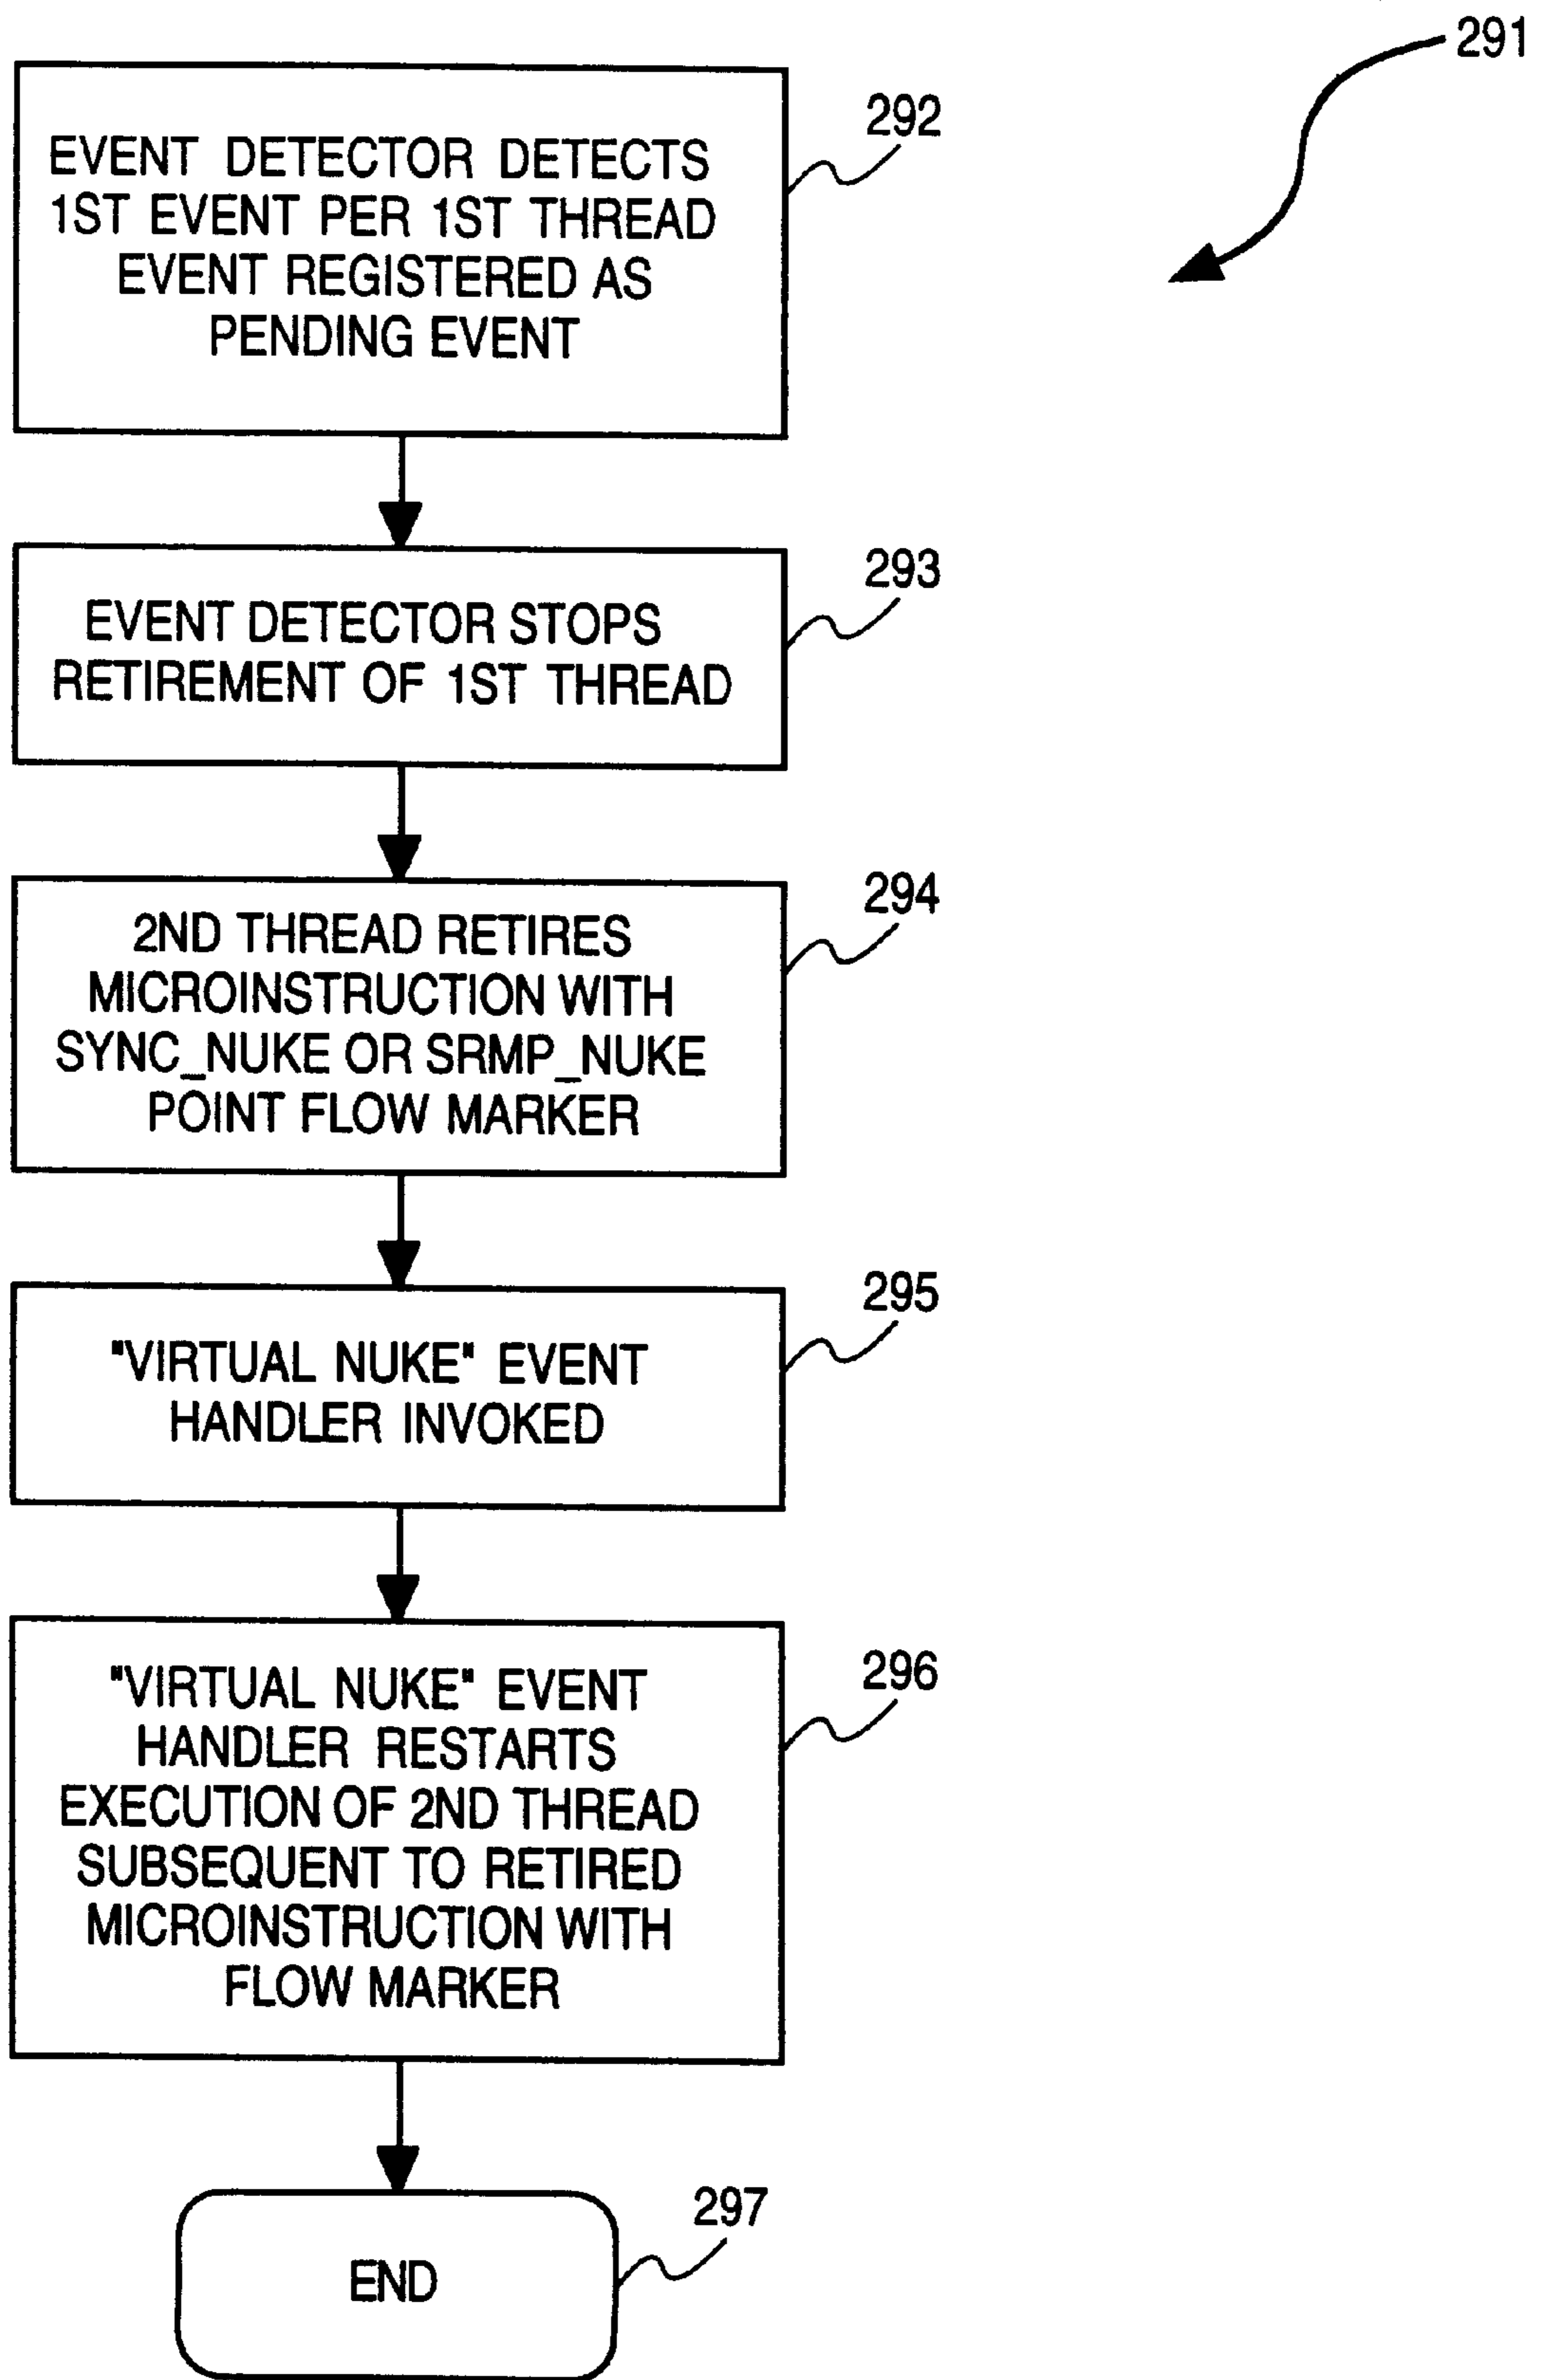 291
292
EVENT DETECTOR DETECTS
1ST EVENT PER 1ST THREAD
EVENT REGISTERED AS
PENDING EVENT
293
EVENT DETECTOR STOPS
RETIREMENT OF 1ST THREAD
294
2ND THREAD RETIRES
MICROINSTRUCTION WITH
SYNC_NUKE OR SRMP_NUKE
POINT FLOW MARKER
295
"VIRTUAL NUKE" EVENT
HANDLER INVOKED
296
"VIRTUAL NUKE" EVENT
HANDLER RESTARTS
EXECUTION OF 2ND THREAD
SUBSEQUENT TO RETIRED
MICROINSTRUCTION WITH
FLOW MARKER
297
END